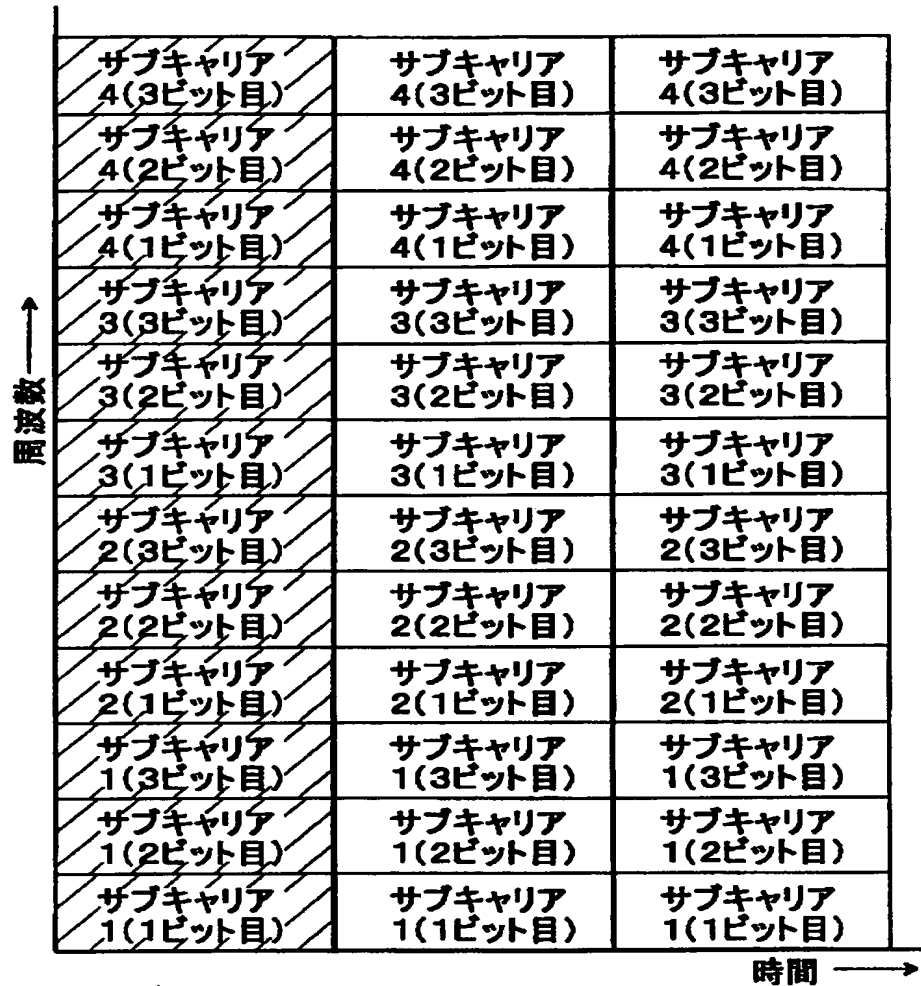 サブキャリア サブキャリア サブキャリア
4(3ビット目) 4(3ビット目) 4(3ビット目)
サブキャリア サブキャリア サブキャリア
4(2ビット目) 4(2ビット目) 4(2ビット目)
サブキャリア サブキャリア サブキャリア
4(1ビット目) 4(1ビット目) 4(1ビット目)
サブキャリア サブキャリア サブキャリア
3(3ビット目) 3(3ビット目) 3(3ビット目)
サブキャリア サブキャリア サブキャリア
3(2ビット目) 3(2ビット目) 3(2ビット目)
サブキャリア サブキャリア サブキャリア
3(1ビット目) 3(1ビット目) 3(1ビット目)
サブキャリア サブキャリア サブキャリア
2(3ビット目) 2(3ビット目) 2(3ビット目)
サブキャリア サブキャリア サブキャリア
2(2ビット目) 2(2ビット目) 2(2ビット目)
サブキャリア サブキャリア サブキャリア
2(1ビット目) 2(1ビット目) 2(1ビット目)
サブキャリア サブキャリア サブキャリア
1(3ビット目) 1(3ビット目) 1(3ビット目)
サブキャリア サブキャリア サブキャリア
1(2ビット目) 1(2ビット目) 1(2ビット目)
サブキャリア サブキャリア サブキャリア
1(1ビット目) 1(1ビット目) 1(1ビット目)
周波数
時間